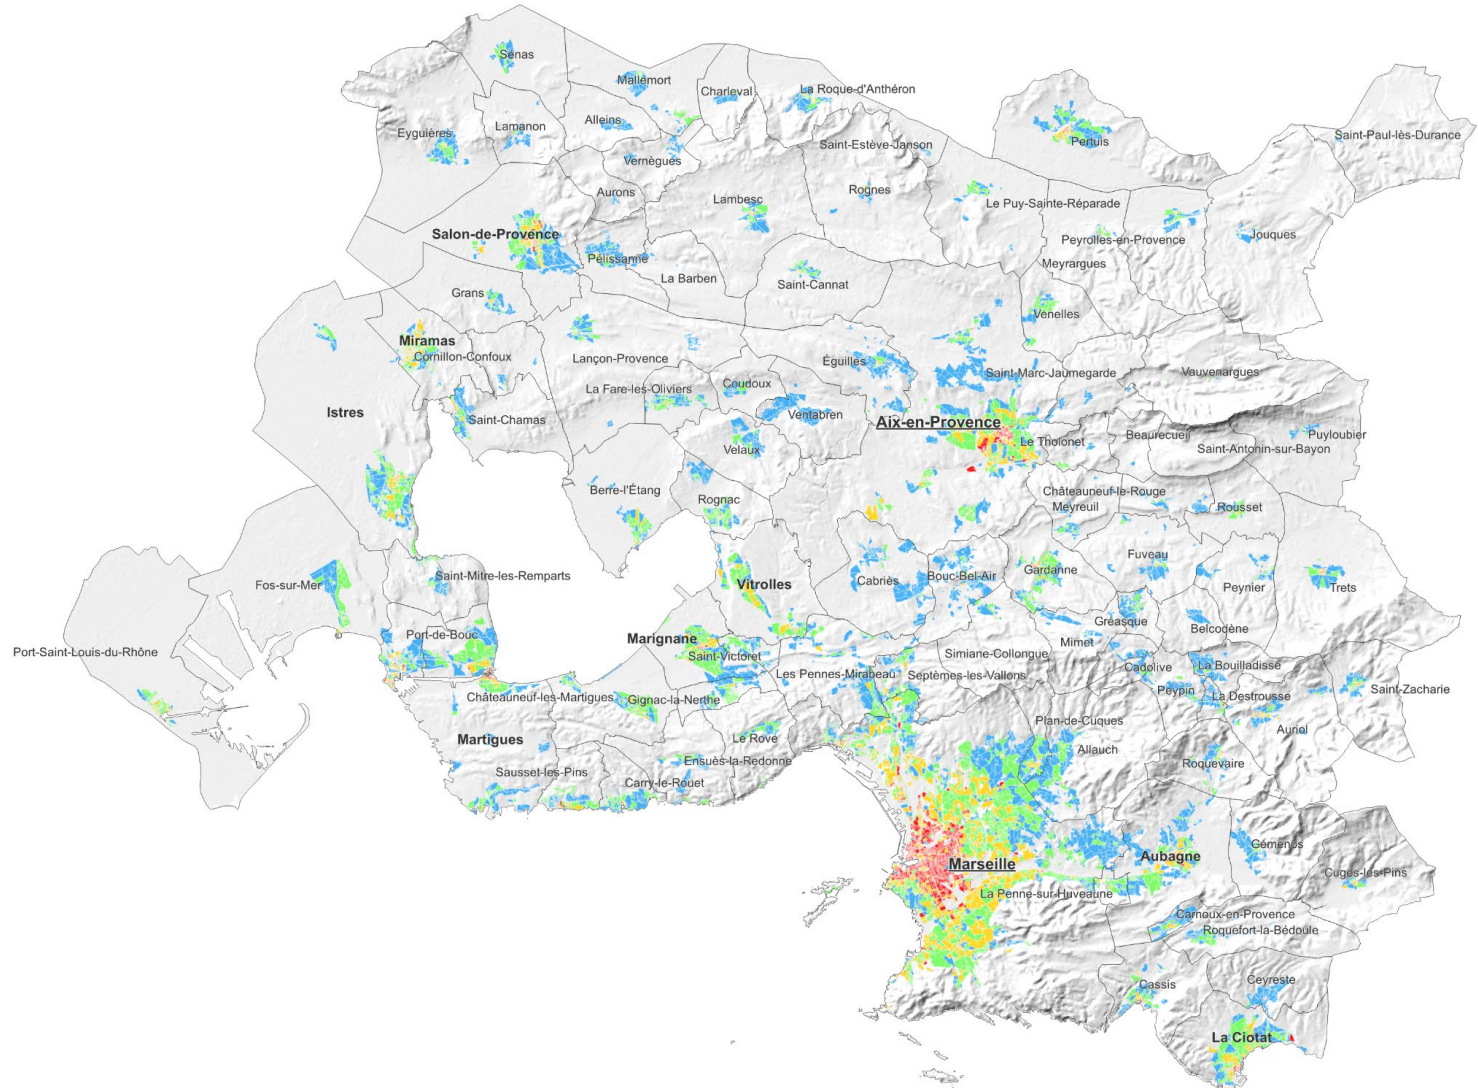 Sénas
Mallemort
Charleval
La Roque-d'Anthéron
Eyguières
Lamanon
Alleins
Vernègues
Saint-Estève-Janson
Pertuis
Saint-Paul-lès-Durance
Aurons
Lambesc
Rognes
Le Puy-Sainte-Réparade
Salon-de-Provence
Pélissanne
Peyrolles-en-Provence
Jouques
La Barben
Meyrargues
Saint-Cannat
Grans
Venelles
Miramas
Cornillon-Confoux
Lançon-Provence
Éguilles
Saint-Marc-Jaumegarde
Vauvenargues
La Fare-les-Oliviers
Coudoux
Istres
Saint-Chamas
Ventabren
Aix-en-Provence
Le Tholonet
Beaurecueil
Puyloubier
Velaux
Saint-Antonin-sur-Bayon
Berre-l'Étang
Rognac
Châteauneuf-le-Rouge
Meyreuil
Rousset
Fos-sur-Mer
Saint-Mitre-les-Remparts
Vitrolles
Cabriès
Bouc-Bel-Air
Gardanne
Fuveau
Peynier
Trets
Gréasque
Belcodène
Port-de-Bouc
Marignane
Mimet
Port-Saint-Louis-du-Rhône
Saint-Victoret
Simiane-Collongue
Cadolive
La Bouilladisse
Les Pennes-Mirabeau
Septèmes-les-Vallons
Peypin
La Destrousse
Saint-Zacharie
Châteauneuf-les-Martigues
Gignac-la-Nerthe
Plan-de-Cuques
Auriol
Martigues
Le Rove
Allauch
Ensuès-la-Redonne
Roquevaire
Sausset-les-Pins
Carry-le-Rouet
Gémenos
Aubagne
Marseille
Cuges-les-Pins
La Penne-sur-Huveaune
Carnoux-en-Provence
Roquefort-la-Bédoule
Cassis
Ceyreste
La Ciotat